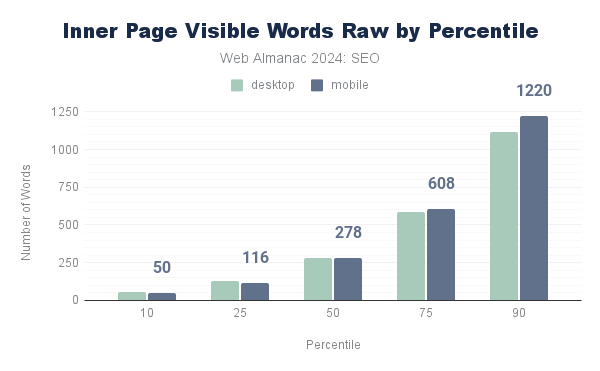 Inner Page Visible Words Raw by Percentile
Web Almanac 2024: SEO
desktop mobile
Number of Words
1250
1000
750
500
250
0
50
116
278
608
1220
10 25 50 75 90
Percentile